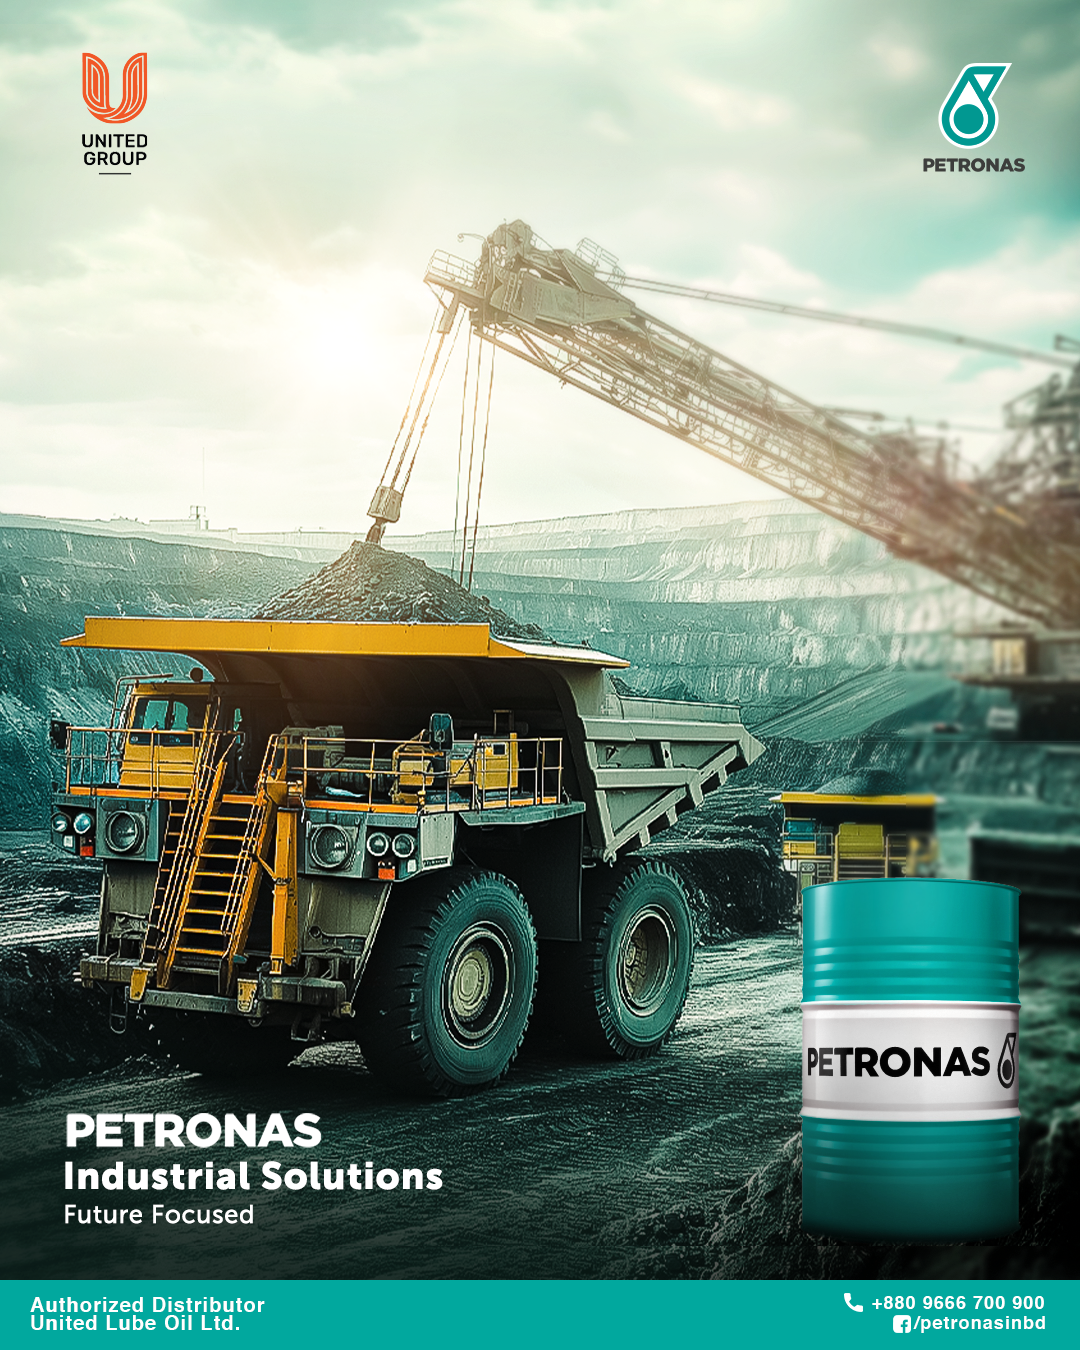 UNITED
GROUP
PETRONAS
PETRONAS
PETRONAS
Industrial Solutions
Future Focused
Authorized Distributor
United Lube Oil Ltd.
+880 9666 700 900
/petronasinbd